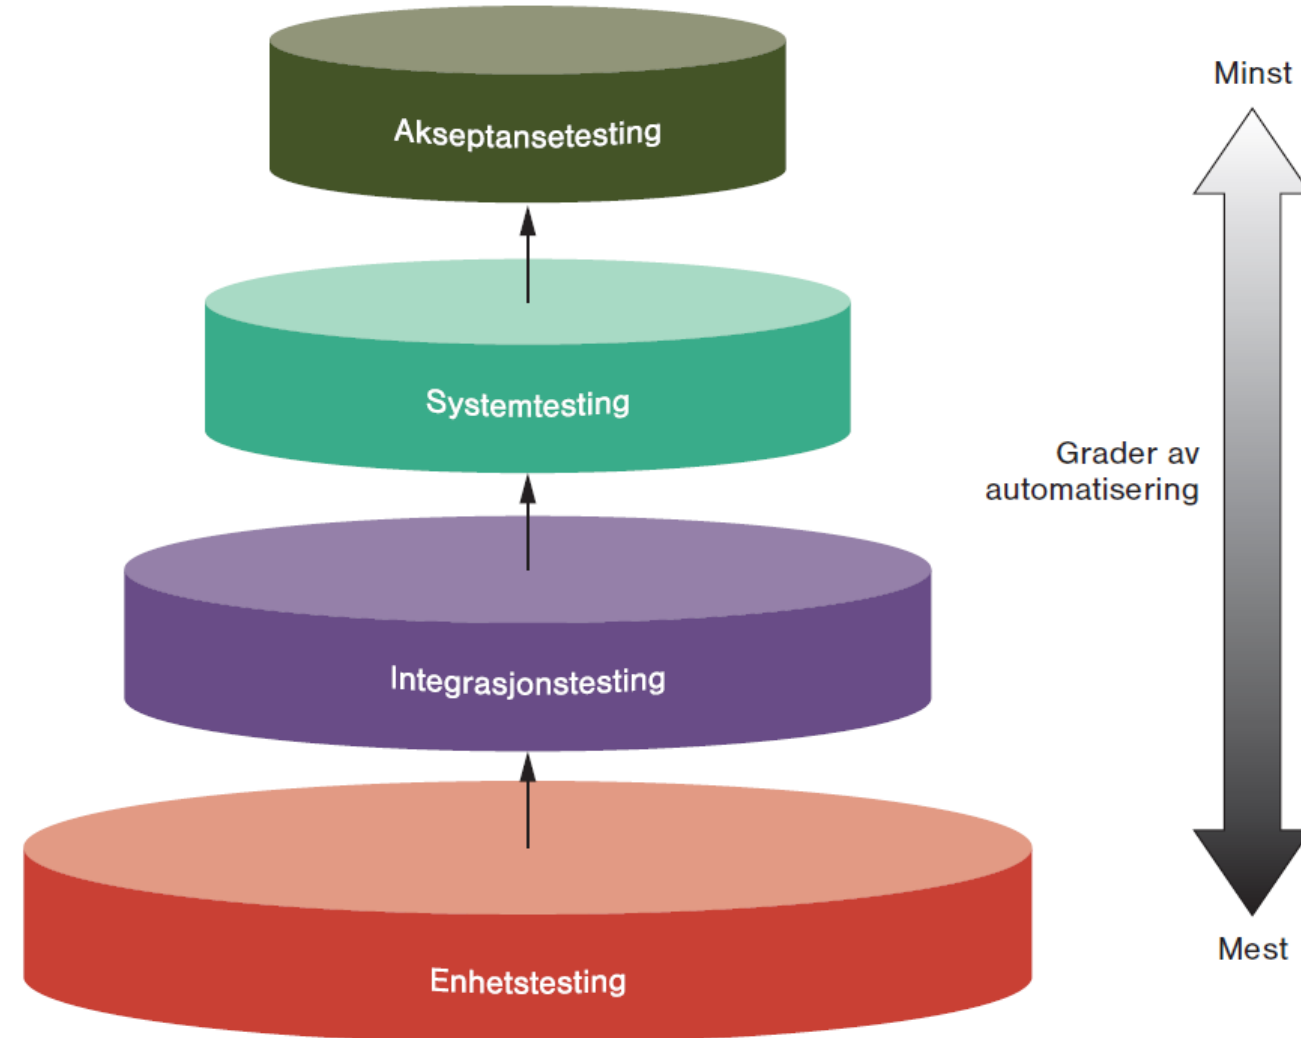 Akseptansetesting
Systemtesting
Integrasjonstesting
Enhetstesting
Minst
Grader av
automatisering
Mest